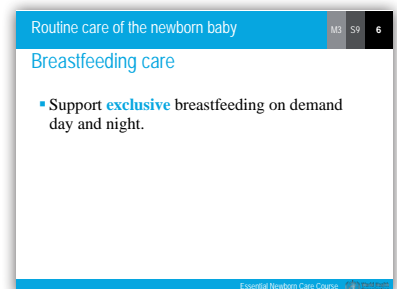 Routine care of the newborn baby
M3 S9 6
Breastfeeding care
▪ Support exclusive breastfeeding on demand
day and night.
Essential Newborn Care Course